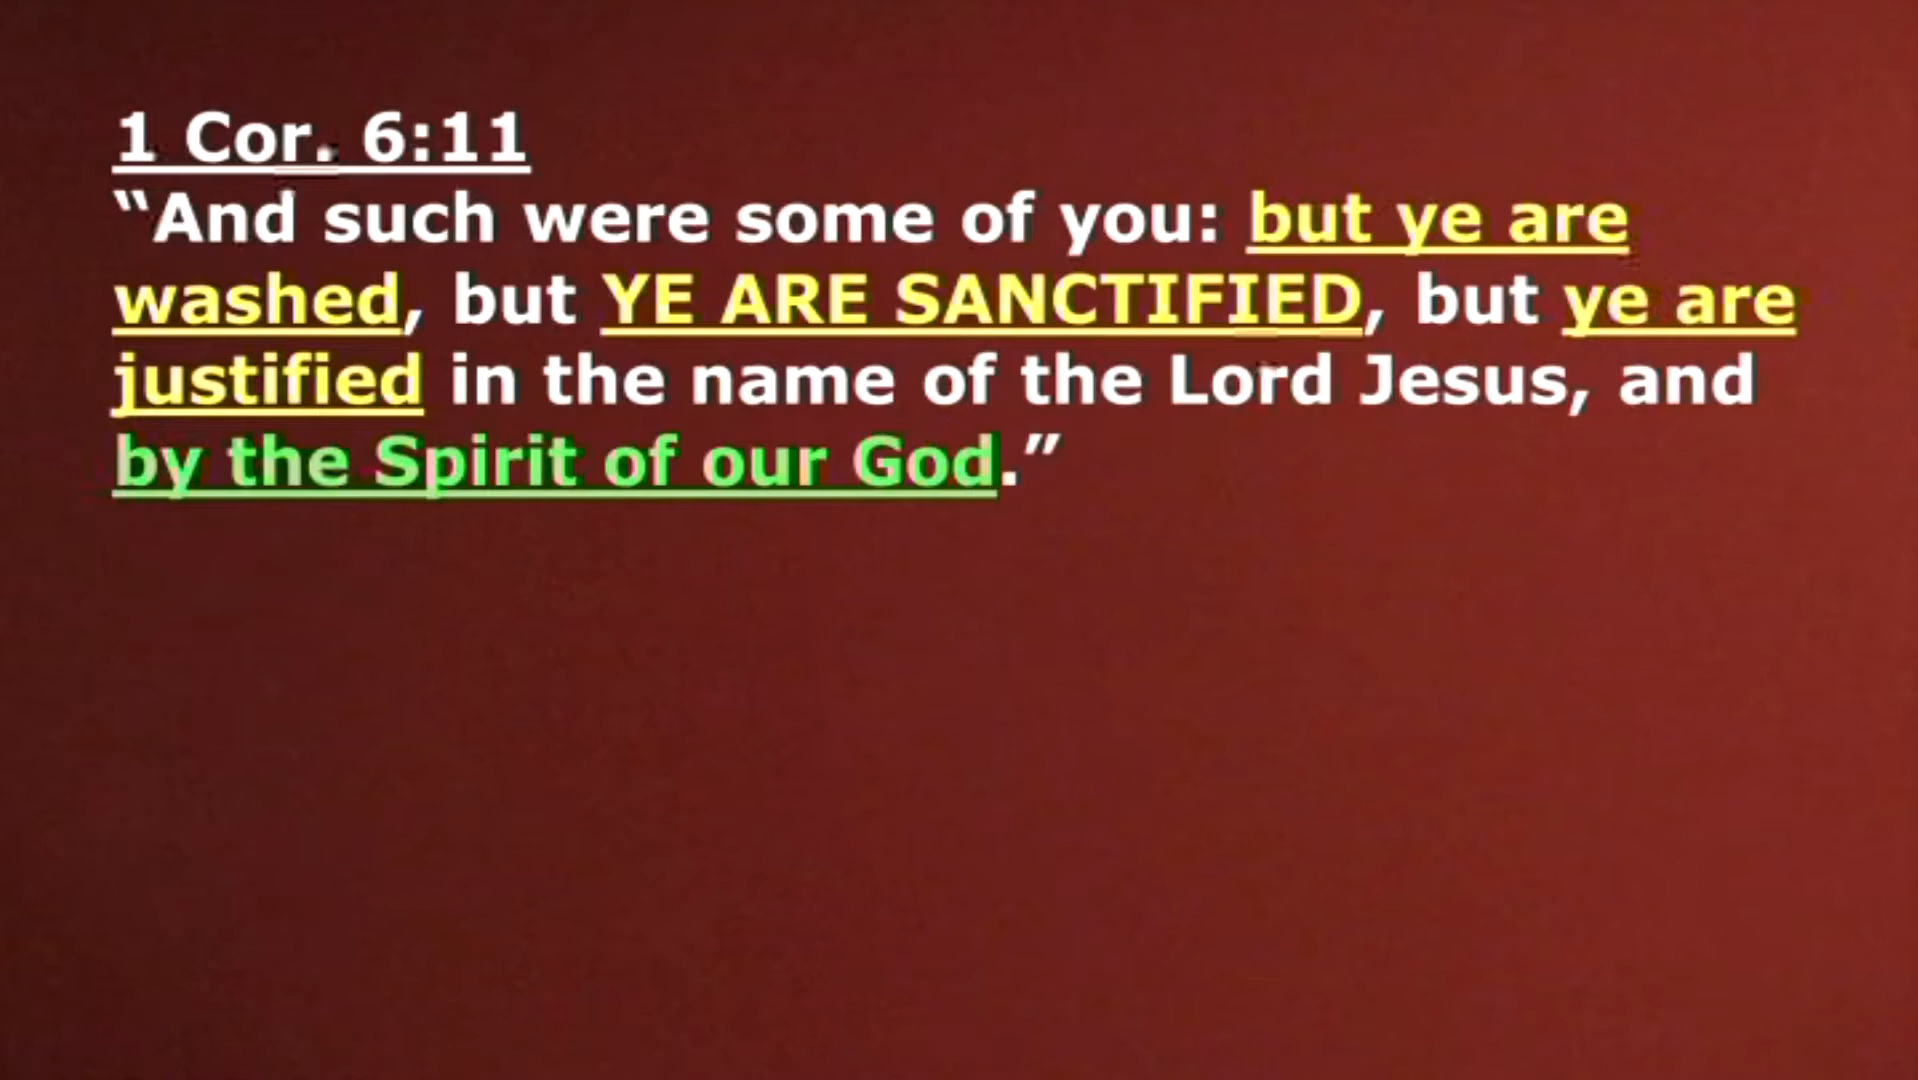 1 Cor. 6:11
“And such were some of you: but ye are
washed, but YE ARE SANCTIFIED, but ye are
justified in the name of the Lord Jesus, and
by the Spirit of our God.”